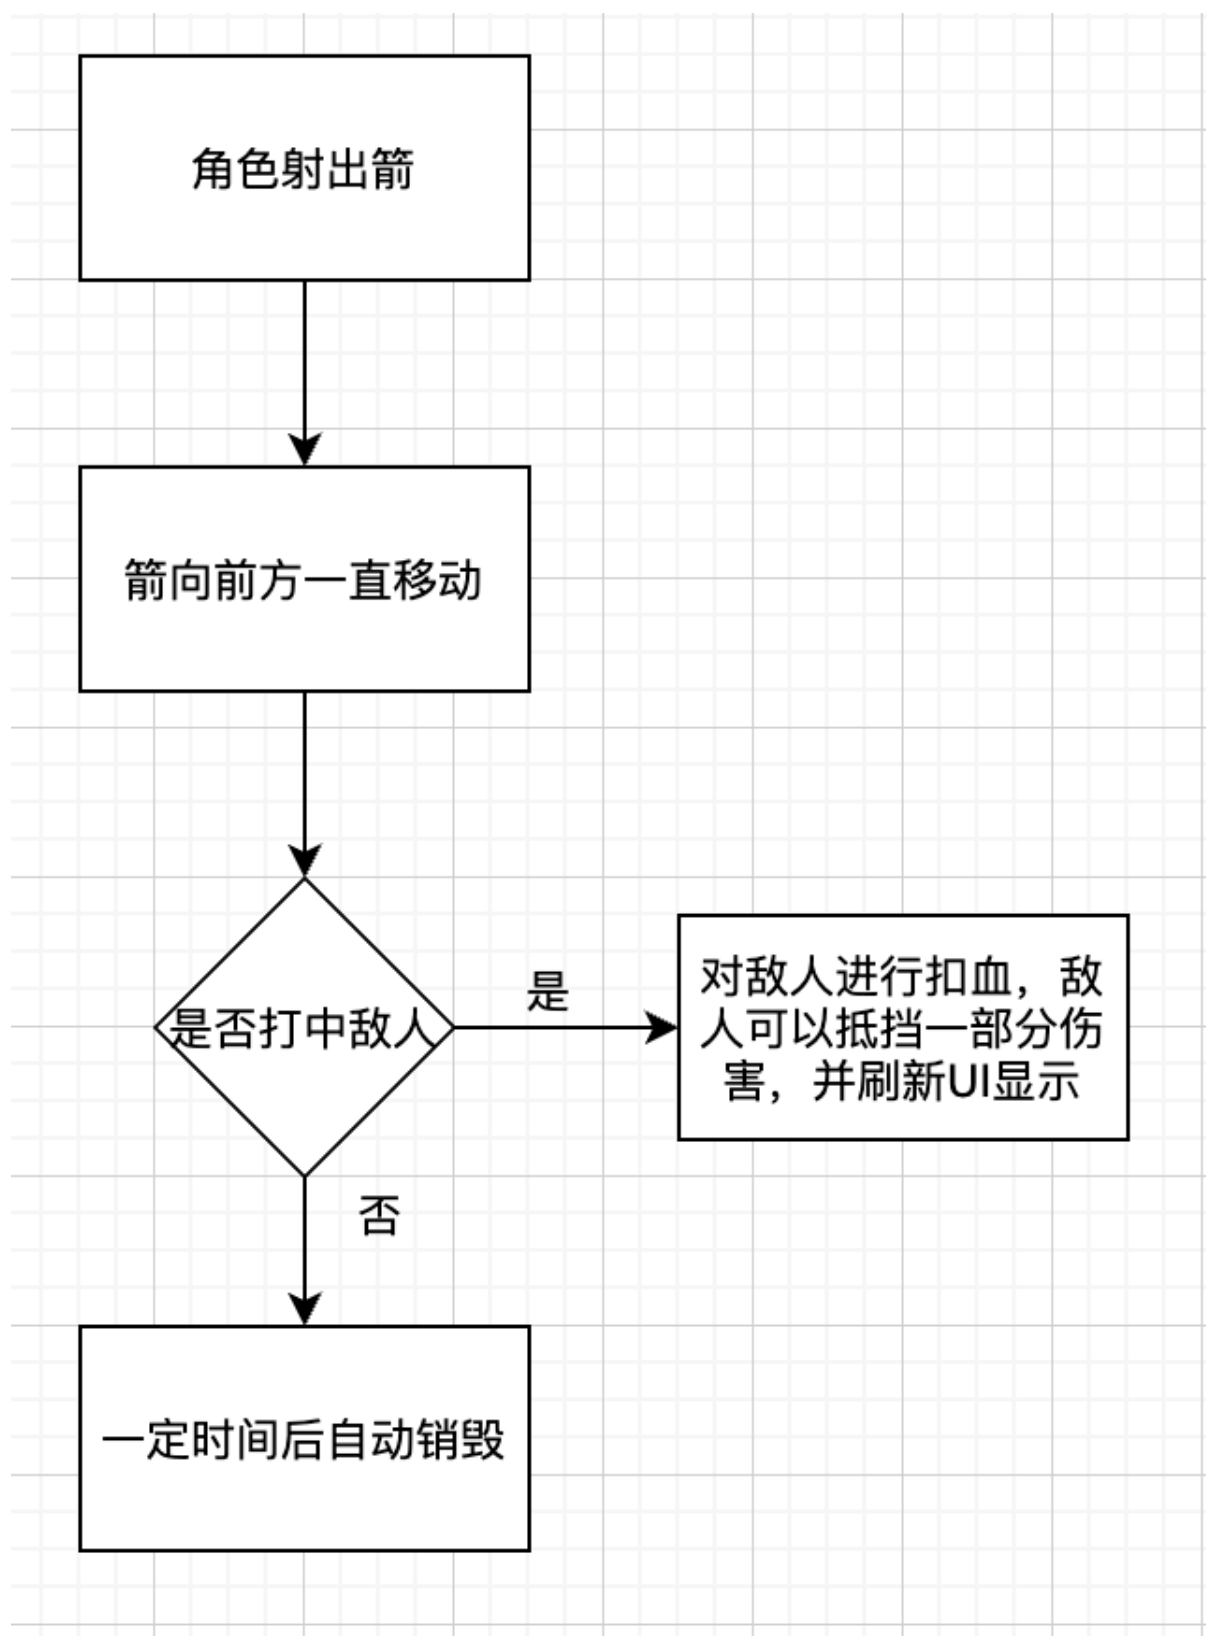 角色射出箭
箭向前方一直移动
是否打中敌人
是
对敌人进行扣血，敌
人可以抵挡一部分伤
害，并刷新UI显示
否
一定时间后自动销毁